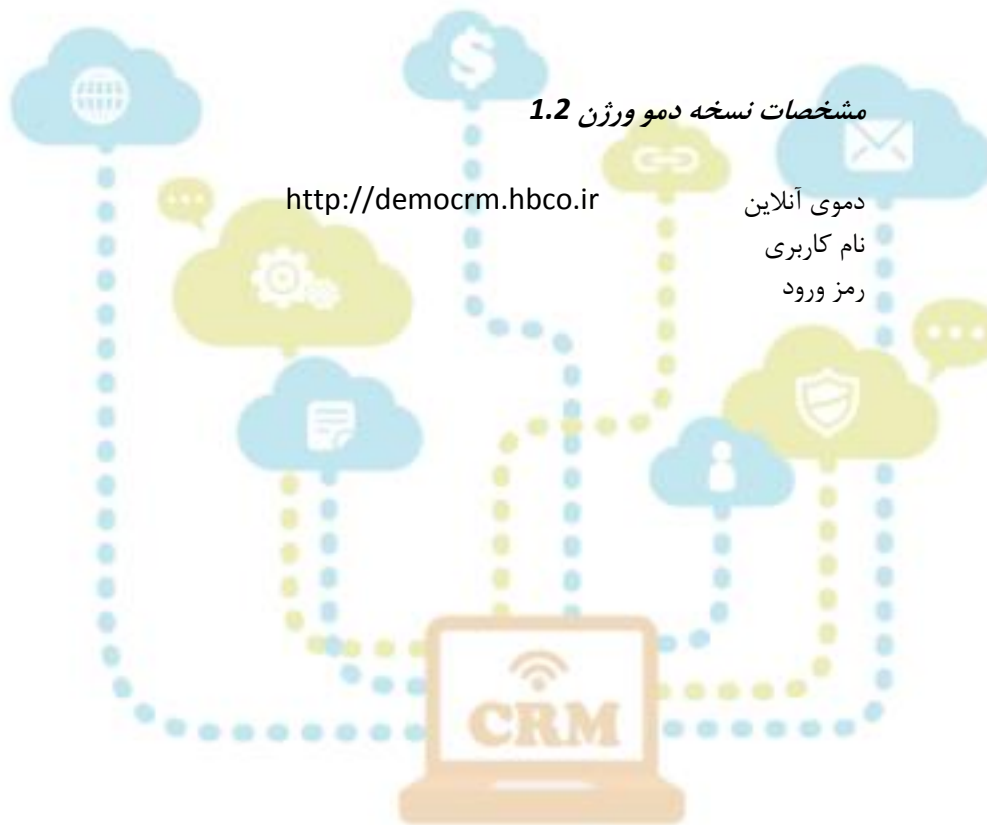 مشخصات نسخه دمو ورژن 1.2
دموی آنلاین http://democrm.hbco.ir
نام کاربری
رمز ورود
CRM